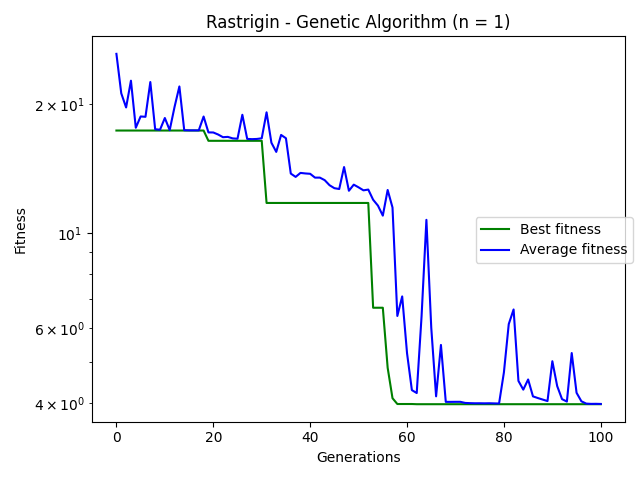 Rastrigin - Genetic Algorithm (n = 1)
Fitness
2 × 10¹
10¹
6 × 10⁰
4 × 10⁰
Best fitness
Average fitness
0 20 40 60 80 100
Generations